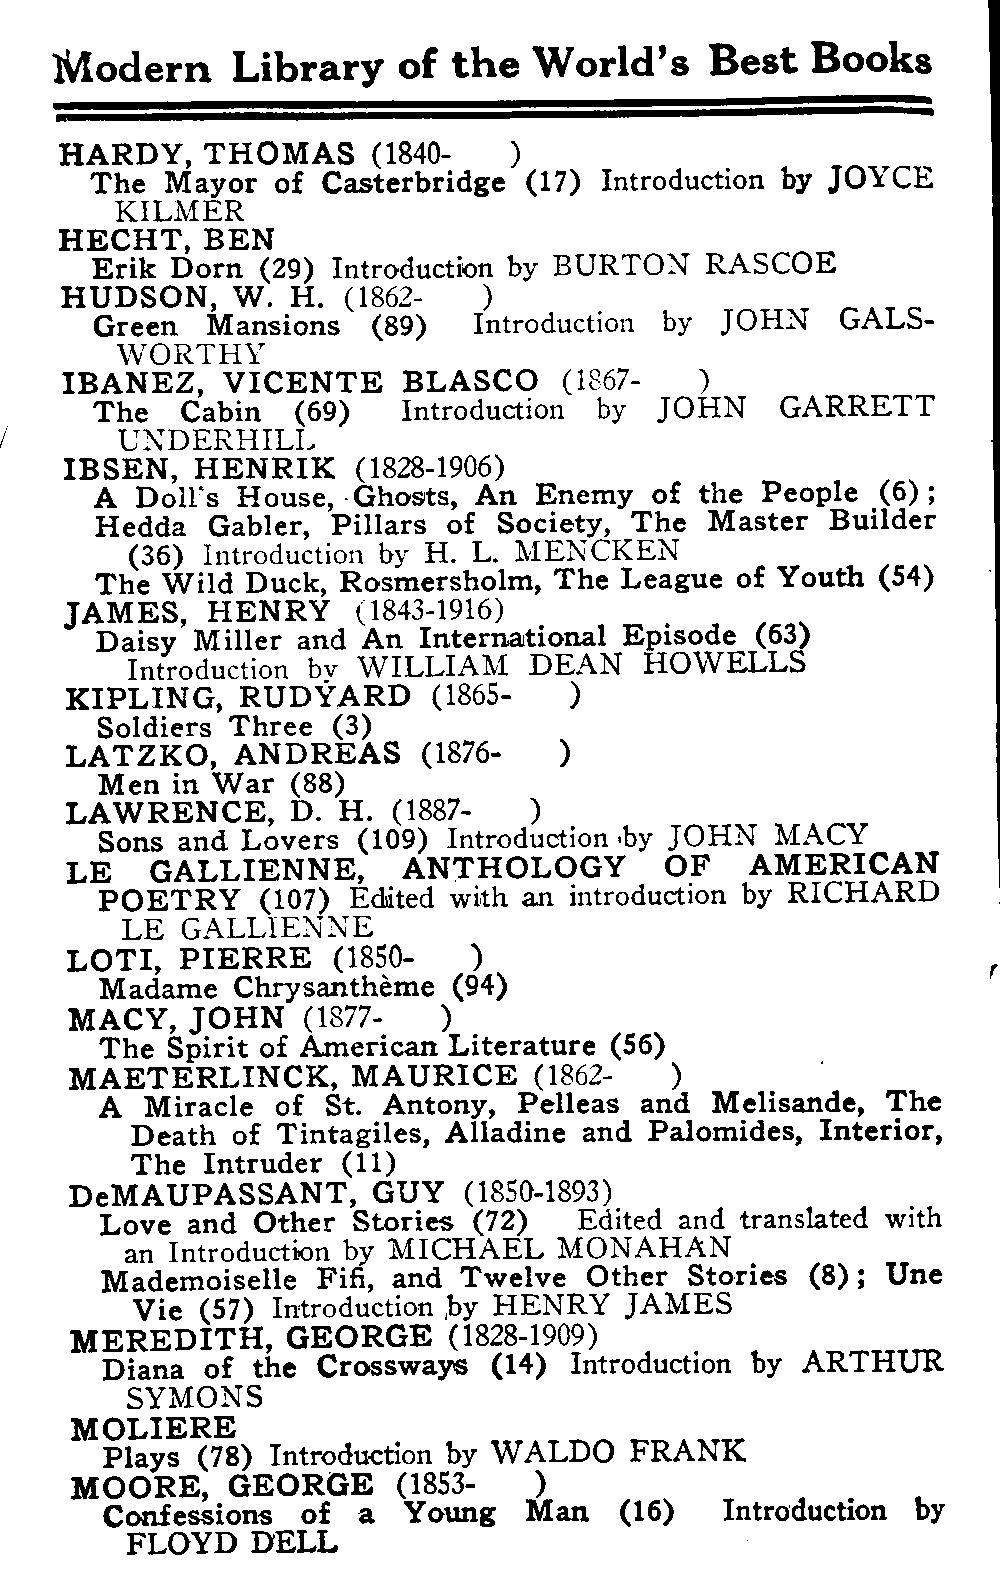 Modern Library of the World's Best Books
HARDY, THOMAS (1840- )
The Mayor of Casterbridge (17) Introduction by JOYCE
KILMER
HECHT, BEN
Erik Dorn (29) Introduction by BURTON RASCOE
HUDSON, W. H. (1862- )
Green Mansions (89) Introduction by JOHN GALS-
WORTHY
IBANEZ, VICENTE BLASCO (1867- )
The Cabin (69) Introduction by JOHN GARRETT
UNDERHILL
IBSEN, HENRIK (1828-1906)
A Doll's House, Ghosts, An Enemy of the People (6);
Hedda Gabler, Pillars of Society, The Master Builder
(36) Introduction by H. L. MENCKEN
The Wild Duck, Rosmersholm, The League of Youth (54)
JAMES, HENRY (1843-1916)
Daisy Miller and An International Episode (63)
Introduction by WILLIAM DEAN HOWELLS
KIPLING, RUDYARD (1865- )
Soldiers Three (3)
LATZKO, ANDREAS (1876- )
Men in War (88)
LAWRENCE, D. H. (1887- )
Sons and Lovers (109) Introduction by JOHN MACY
LE GALLIENNE, ANTHOLOGY OF AMERICAN
POETRY (107) Edited with an introduction by RICHARD
LE GALLIENNE
LOTI, PIERRE (1850- )
Madame Chrysanthème (94)
MACY, JOHN (1877- )
The Spirit of American Literature (56)
MAETERLINCK, MAURICE (1862- )
A Miracle of St. Antony, Pelleas and Melisande, The
Death of Tintagiles, Alladine and Palomides, Interior,
The Intruder (11)
DeMAUPASSANT, GUY (1850-1893)
Love and Other Stories (72) Edited and translated with
an Introduction by MICHAEL MONAHAN
Mademoiselle Fifi, and Twelve Other Stories (8); Une
Vie (57) Introduction by HENRY JAMES
MEREDITH, GEORGE (1828-1909)
Diana of the Crossways (14) Introduction by ARTHUR
SYMONS
MOLIERE
Plays (78) Introduction by WALDO FRANK
MOORE, GEORGE (1853- )
Confessions of a Young Man (16) Introduction by
FLOYD DELL